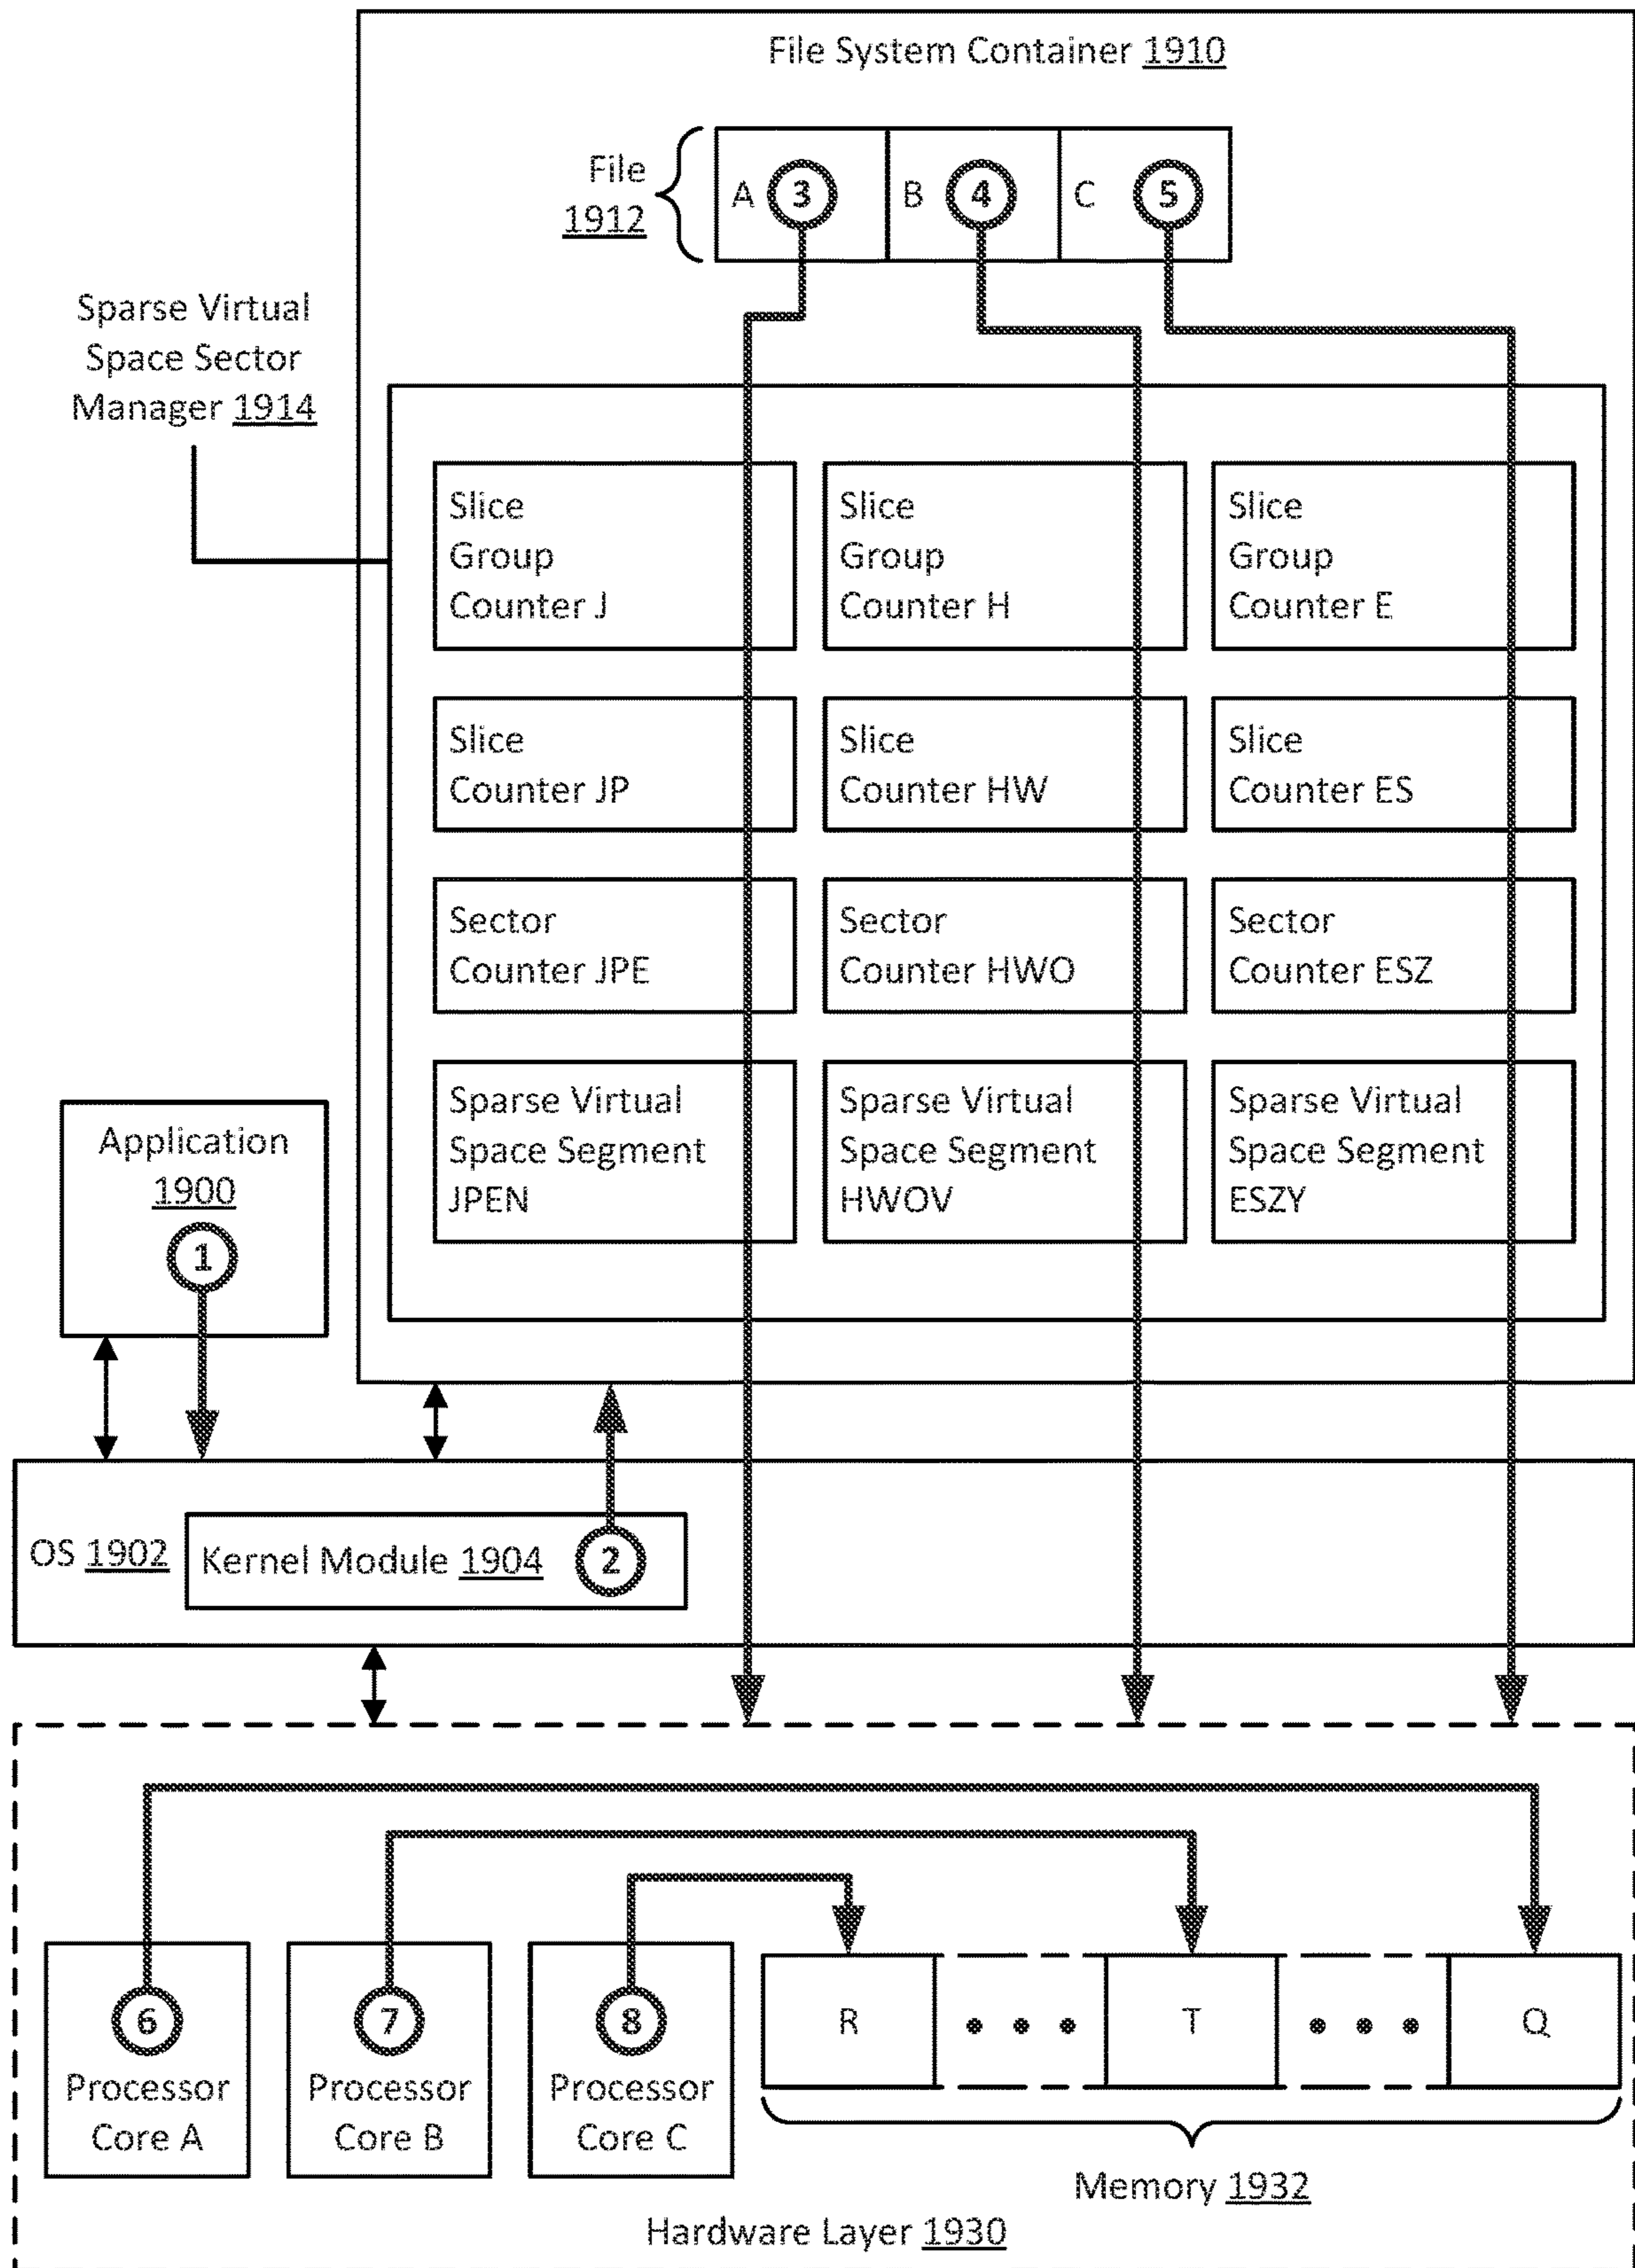 File System Container 1910
File
1912
A 3 B 4 C 5
Sparse Virtual
Space Sector
Manager 1914
Slice
Group
Counter J
Slice
Group
Counter H
Slice
Group
Counter E
Slice
Counter JP
Slice
Counter HW
Slice
Counter ES
Sector
Counter JPE
Sector
Counter HWO
Sector
Counter ESZ
Sparse Virtual
Space Segment
JPEN
Sparse Virtual
Space Segment
HWOV
Sparse Virtual
Space Segment
ESZY
Application
1900
1
OS 1902
Kernel Module 1904 2
6
Processor
Core A
7
Processor
Core B
8
Processor
Core C
R • • • T • • • Q
Memory 1932
Hardware Layer 1930